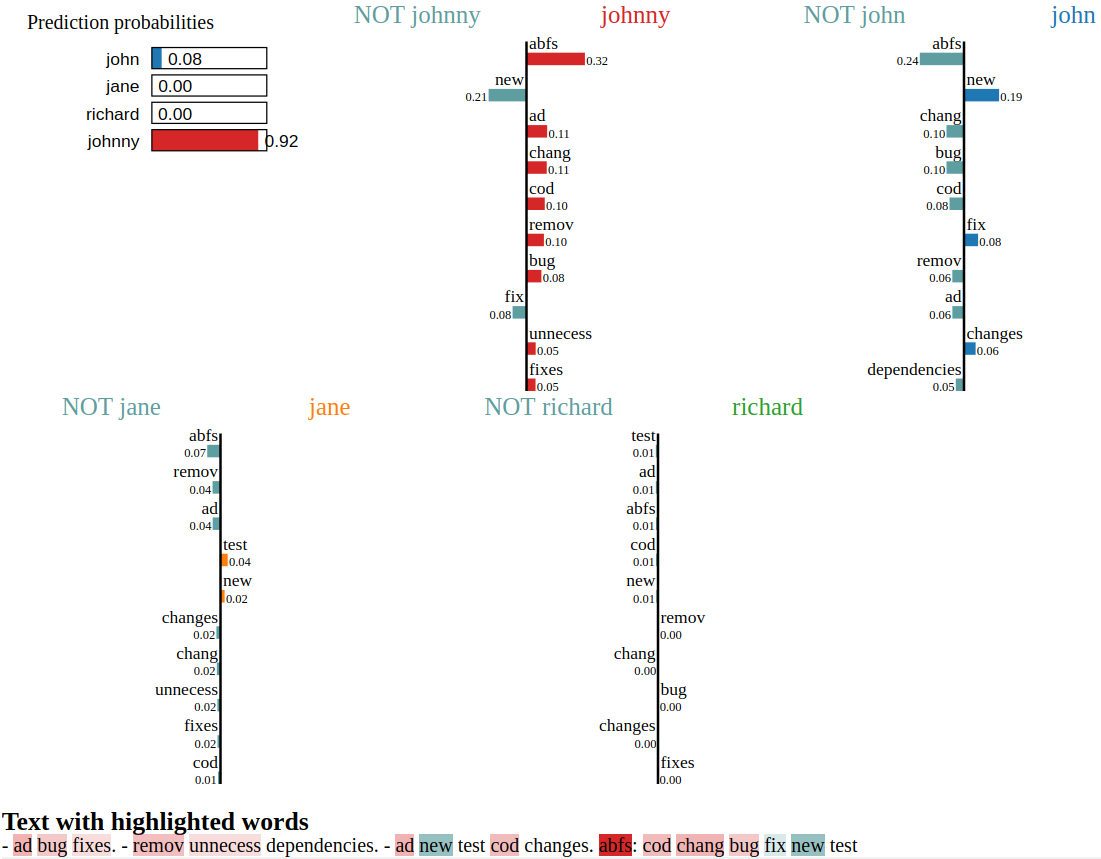 Prediction probabilities
john 0.08
jane 0.00
richard 0.00
johnny 0.92
NOT johnny johnny
abfs
0.32
new
0.21
ad
0.11
chang
0.11
cod
0.10
remov
0.10
bug
0.08
fix
0.08
unnecess
0.05
fixes
0.05
NOT john john
abfs
0.24
new
0.19
chang
0.10
bug
0.10
cod
0.08
fix
0.08
remov
0.06
ad
0.06
changes
0.06
dependencies
0.05
NOT jane jane
abfs
0.07
remov
0.04
ad
0.04
test
0.04
new
0.02
changes
0.02
chang
0.02
unnecess
0.02
fixes
0.02
cod
0.01
NOT richard richard
test
0.01
ad
0.01
abfs
0.01
cod
0.01
new
0.01
remov
0.00
chang
0.00
bug
0.00
changes
0.00
fixes
0.00
Text with highlighted words
- ad bug fixes. - remov unnecess dependencies. - ad new test cod changes. abfs: cod chang bug fix new test